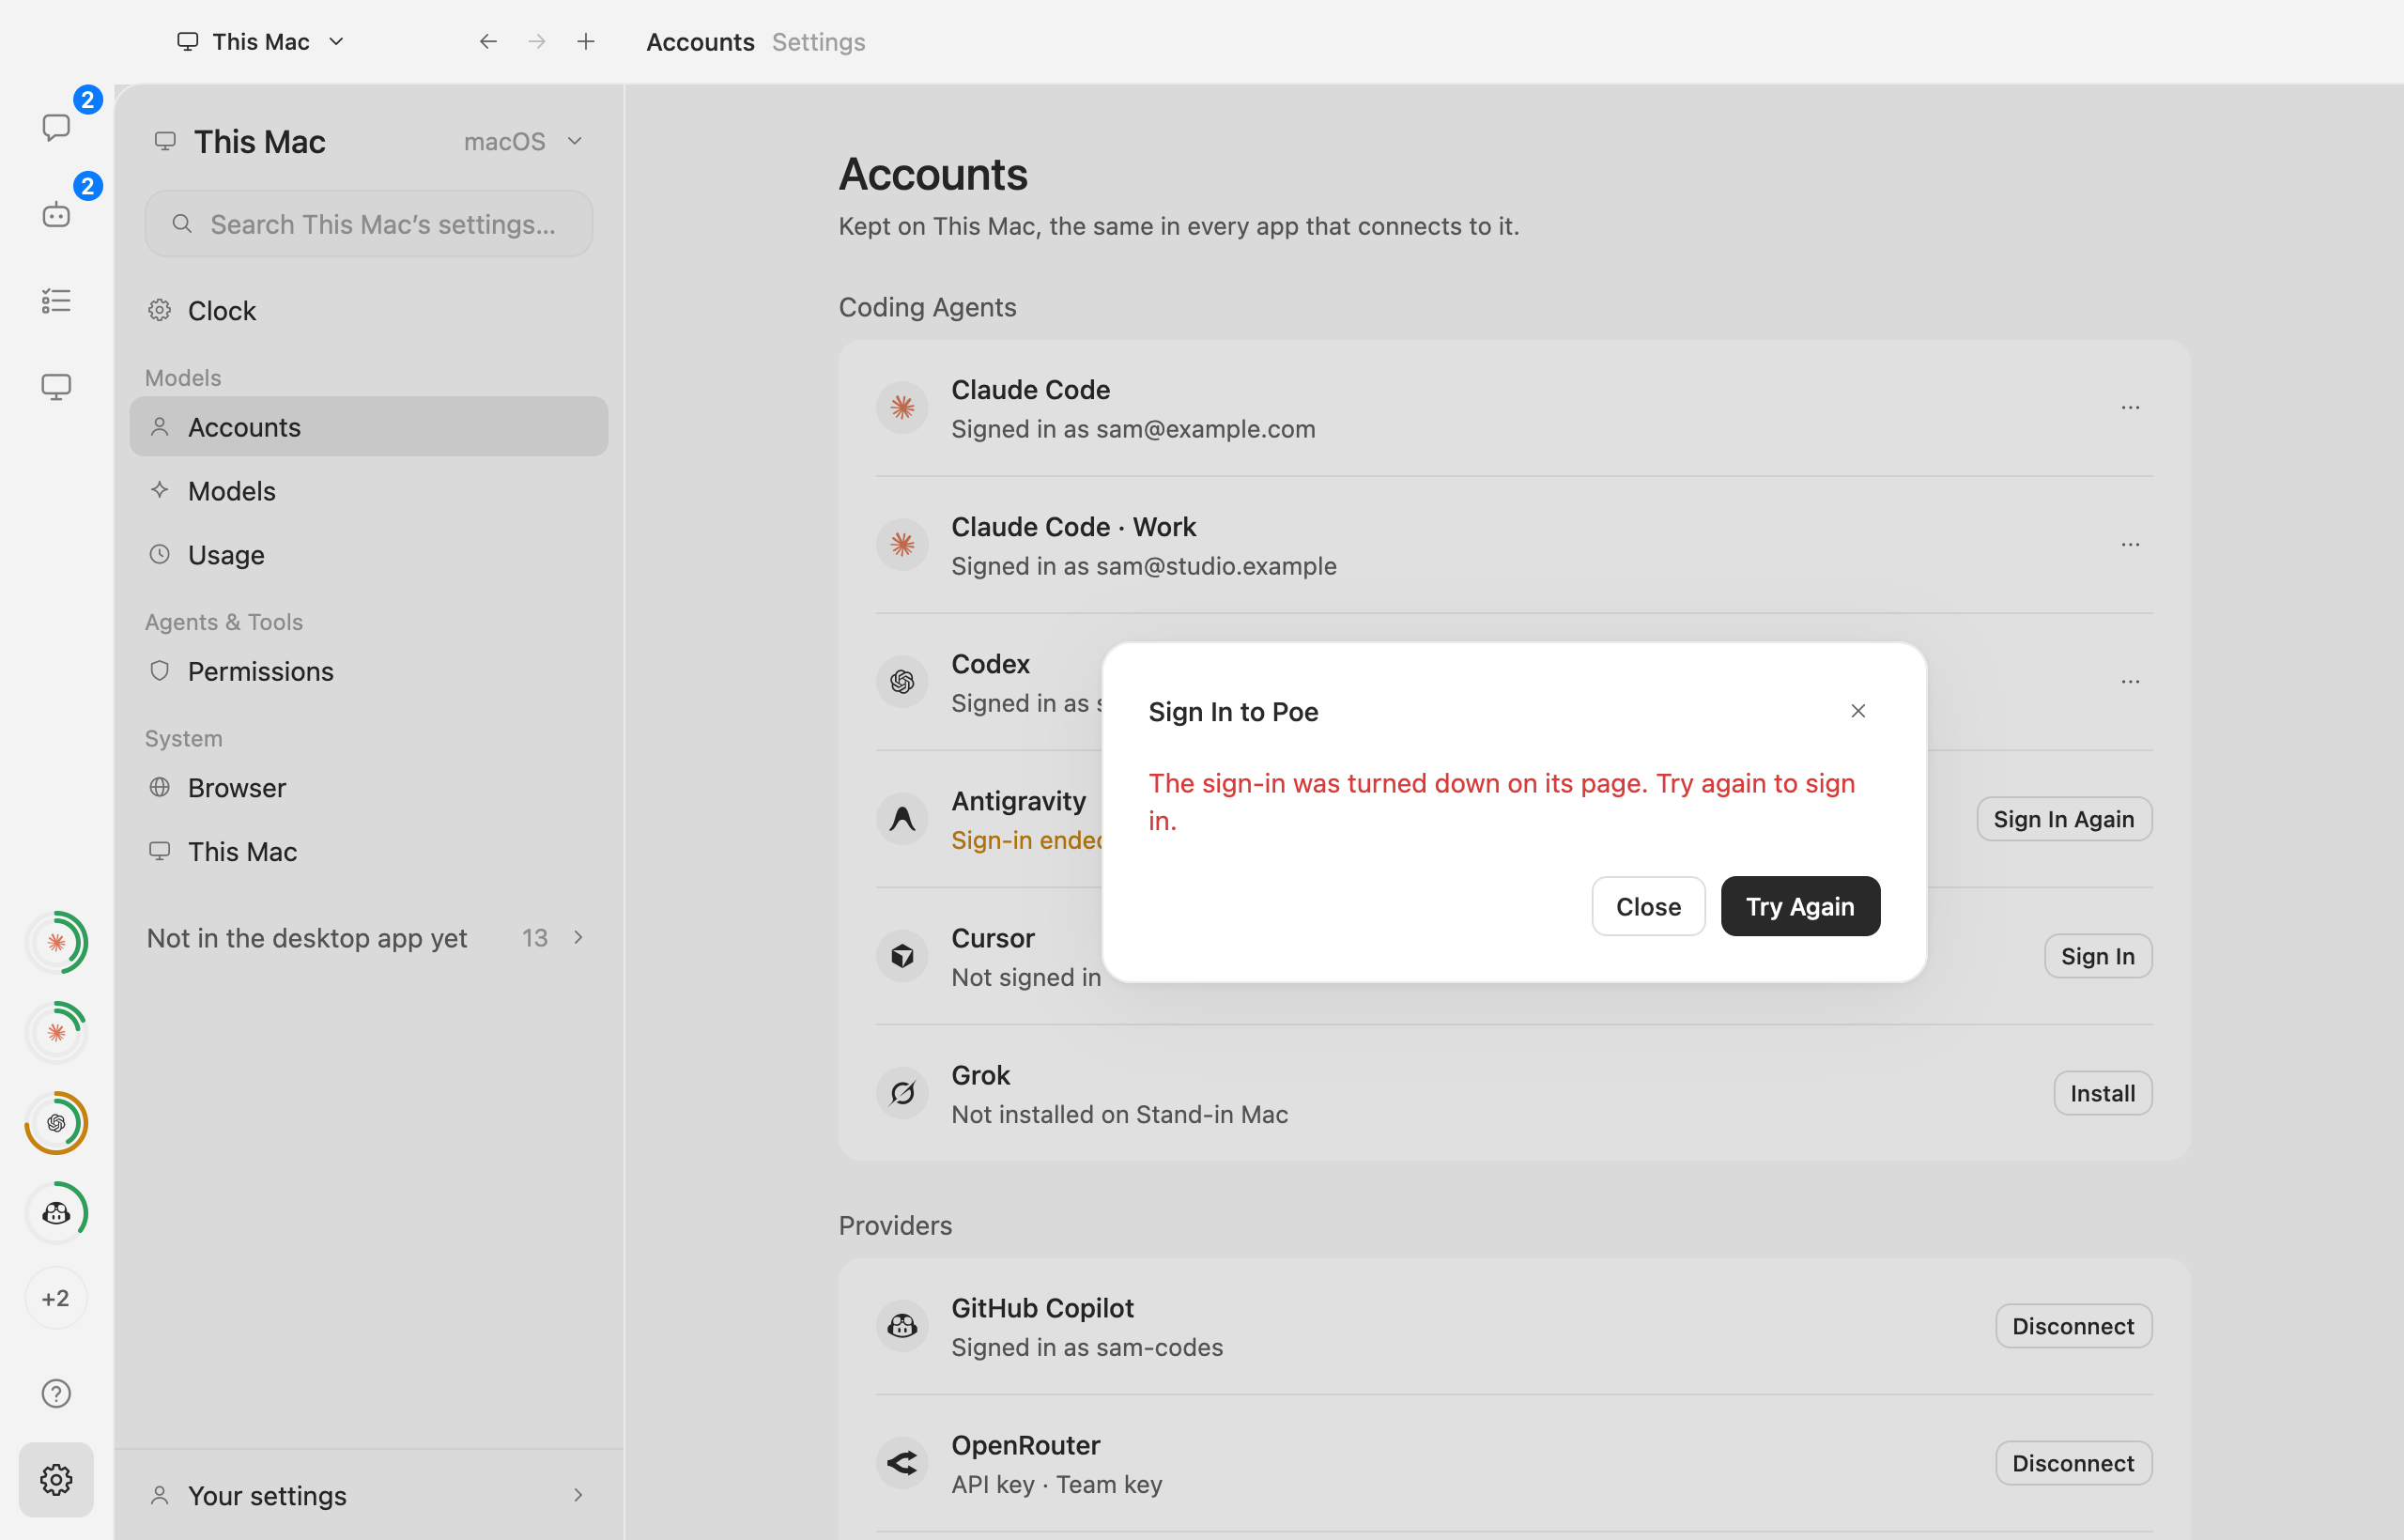 This Mac
Accounts Settings
2
2
This Mac macOS
Search This Mac’s settings...
Clock
Models
Accounts
Models
Usage
Agents & Tools
Permissions
System
Browser
This Mac
Not in the desktop app yet 13
+2
Your settings
Accounts
Kept on This Mac, the same in every app that connects to it.
Coding Agents
Claude Code
Signed in as sam@example.com
Claude Code · Work
Signed in as sam@studio.example
Codex
Signed in as
Antigravity
Sign-in ended
Sign In Again
Cursor
Not signed in
Sign In
Grok
Not installed on Stand-in Mac
Install
Sign In to Poe
The sign-in was turned down on its page. Try again to sign
in.
Close
Try Again
Providers
GitHub Copilot
Signed in as sam-codes
Disconnect
OpenRouter
API key · Team key
Disconnect